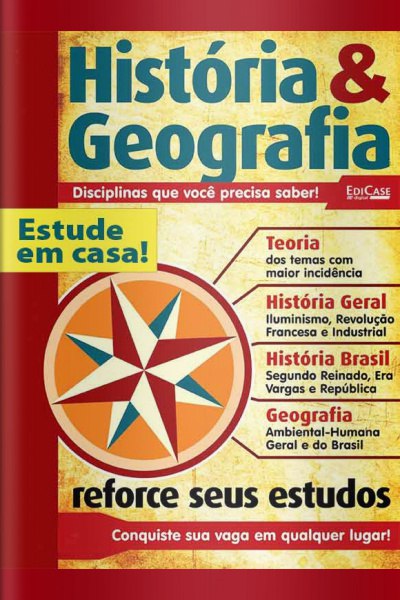 História &
Geografia
Disciplinas que você precisa saber!
EDICASE
digital
Estude
em casa!
Teoria
dos temas com
maior incidência
História Geral
Iluminismo, Revolução
Francesa e Industrial
História Brasil
Segundo Reinado, Era
Vargas e República
Geografia
Ambiental-Humana
Geral e do Brasil
reforce seus estudos
Conquiste sua vaga em qualquer lugar!